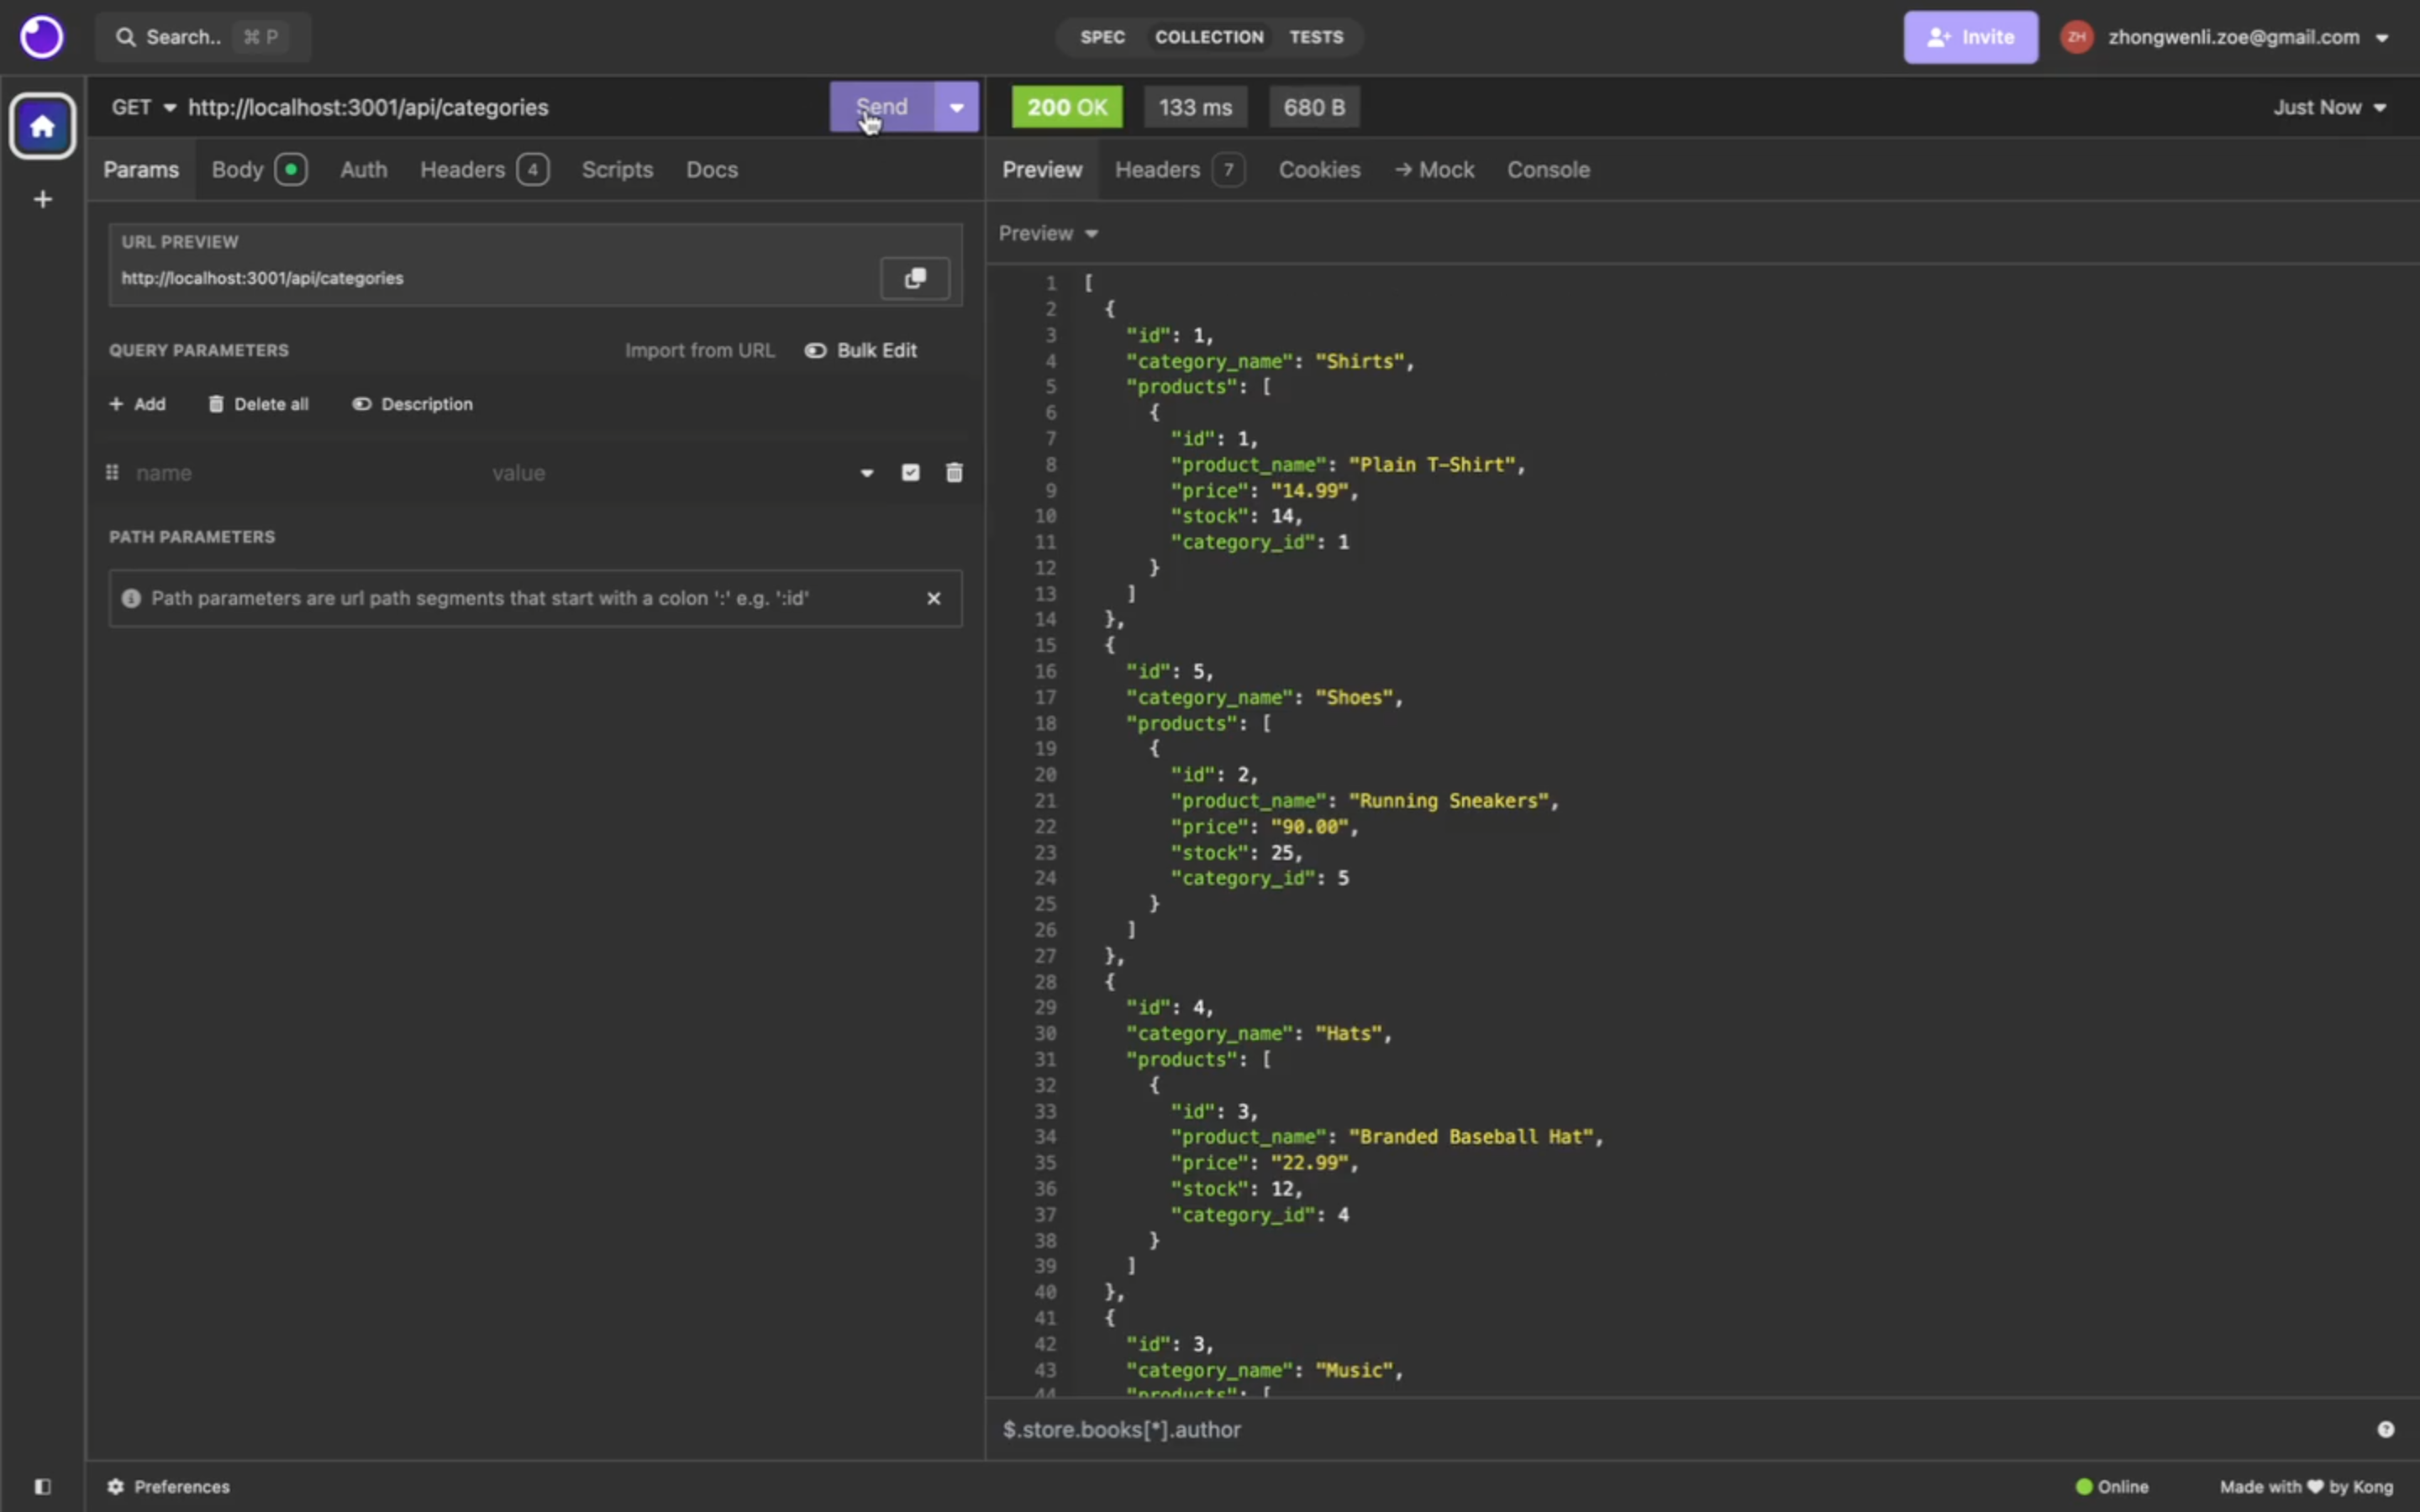 Search.. ⌘ P
SPEC COLLECTION TESTS
Invite
ZH zhongwenli.zoe@gmail.com
GET http://localhost:3001/api/categories
Send
200 OK 133 ms 680 B
Just Now
Params Body Auth Headers 4 Scripts Docs
URL PREVIEW
http://localhost:3001/api/categories
QUERY PARAMETERS Import from URL Bulk Edit
+ Add Delete all Description
name value
PATH PARAMETERS
Path parameters are url path segments that start with a colon ':' e.g. ':id'
Preview Headers 7 Cookies → Mock Console
Preview
1 [
2 {
3 "id": 1,
4 "category_name": "Shirts",
5 "products": [
6 {
7 "id": 1,
8 "product_name": "Plain T-Shirt",
9 "price": "14.99",
10 "stock": 14,
11 "category_id": 1
12 }
13 ]
14 },
15 {
16 "id": 5,
17 "category_name": "Shoes",
18 "products": [
19 {
20 "id": 2,
21 "product_name": "Running Sneakers",
22 "price": "90.00",
23 "stock": 25,
24 "category_id": 5
25 }
26 ]
27 },
28 {
29 "id": 4,
30 "category_name": "Hats",
31 "products": [
32 {
33 "id": 3,
34 "product_name": "Branded Baseball Hat",
35 "price": "22.99",
36 "stock": 12,
37 "category_id": 4
38 }
39 ]
40 },
41 {
42 "id": 3,
43 "category_name": "Music",
44 "products": [
$.store.books[*].author
Preferences
Online
Made with ♥ by Kong